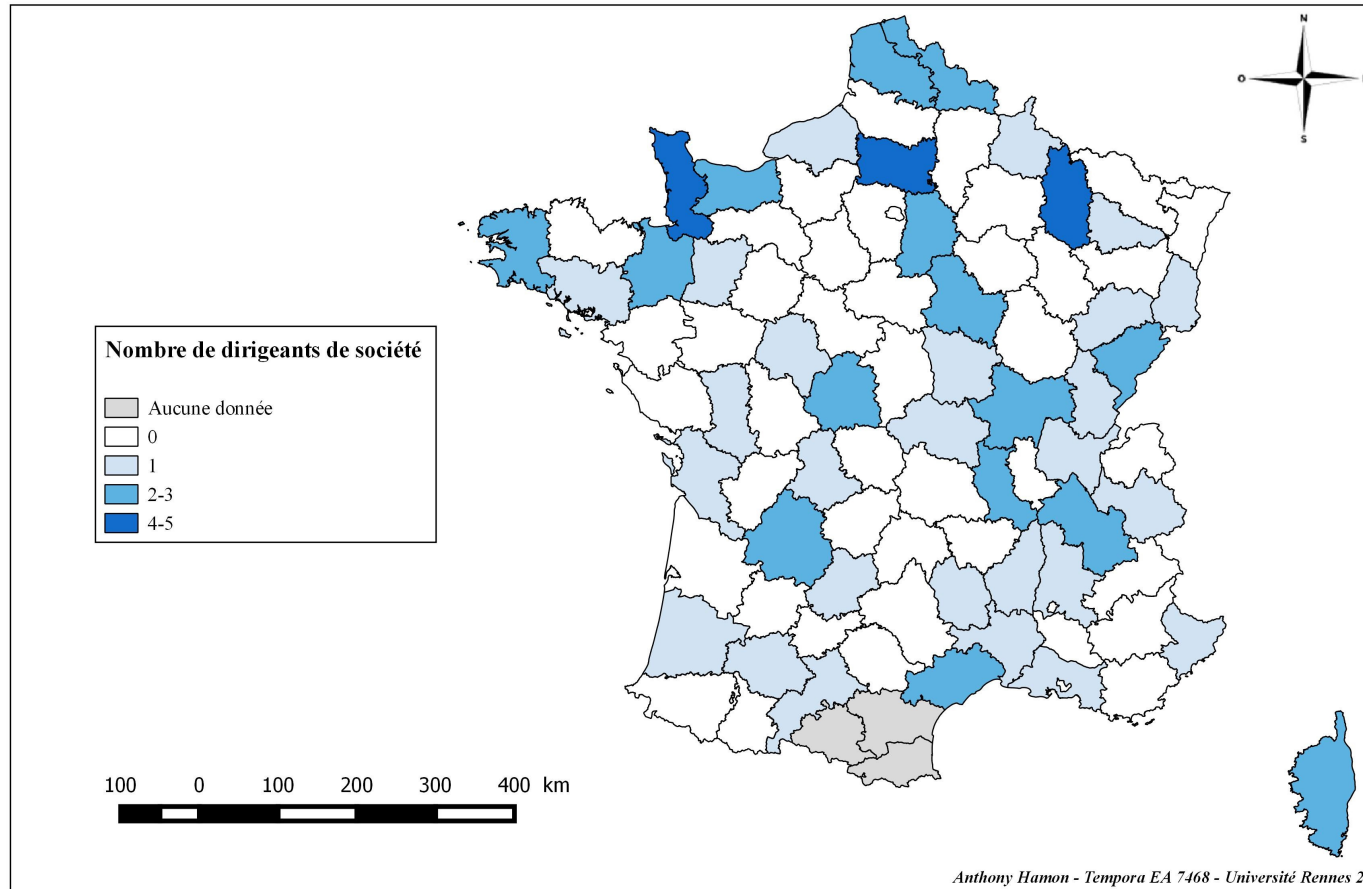 N
O
S
Nombre de dirigeants de société
Aucune donnée
0
1
2-3
4-5
100 0 100 200 300 400 km
Anthony Hamon - Tempora EA 7468 - Université Rennes 2